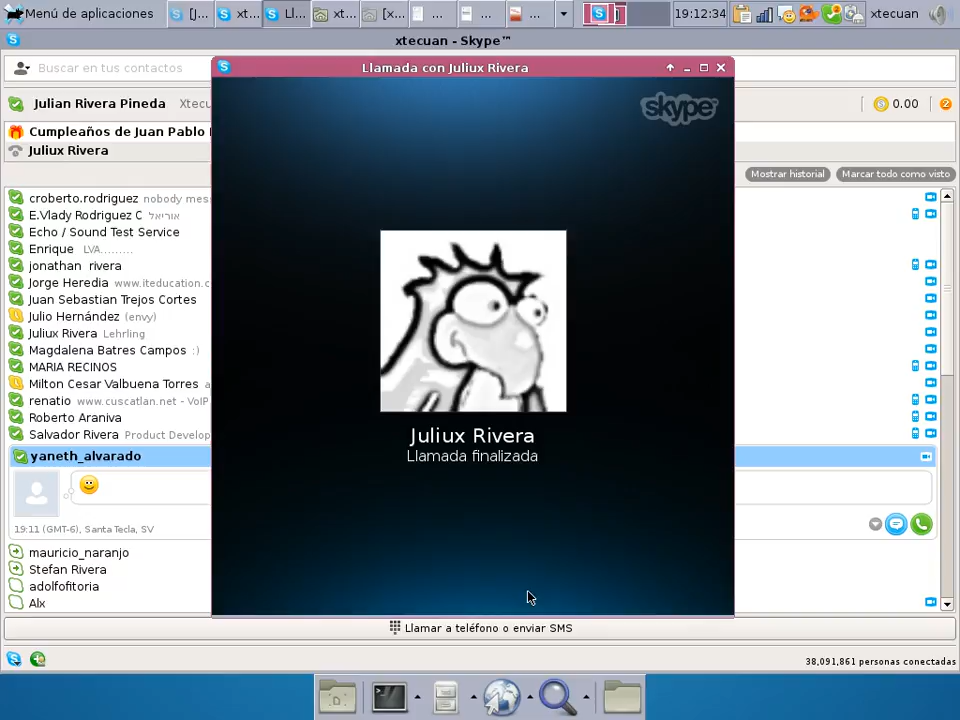 Menú de aplicaciones
[J...
xt...
Ll...
xt...
[x...
...
...
...
19:12:34
xtecuan
xtecuan - Skype™
Buscar en tus contactos
Llamada con Juliux Rivera
skype
Julian Rivera Pineda Xtecu
0.00
2
Cumpleaños de Juan Pablo
Juliux Rivera
Mostrar historial
Marcar todo como visto
croberto.rodriguez nobody mes
E.Vlady Rodriguez C אוריאל
Echo / Sound Test Service
Enrique LVA.........
jonathan rivera
Jorge Heredia www.iteducation.c
Juan Sebastian Trejos Cortes
Julio Hernández (envy)
Juliux Rivera Lehrling
Magdalena Batres Campos :)
MARIA RECINOS
Milton Cesar Valbuena Torres a
renatio www.cuscatlan.net - VoIP
Roberto Araniva
Salvador Rivera Product Develop
yaneth_alvarado
19:11 (GMT-6), Santa Tecla, SV
mauricio_naranjo
Stefan Rivera
adolfofitoria
Alx
Juliux Rivera
Llamada finalizada
Llamar a teléfono o enviar SMS
38,091,861 personas conectadas